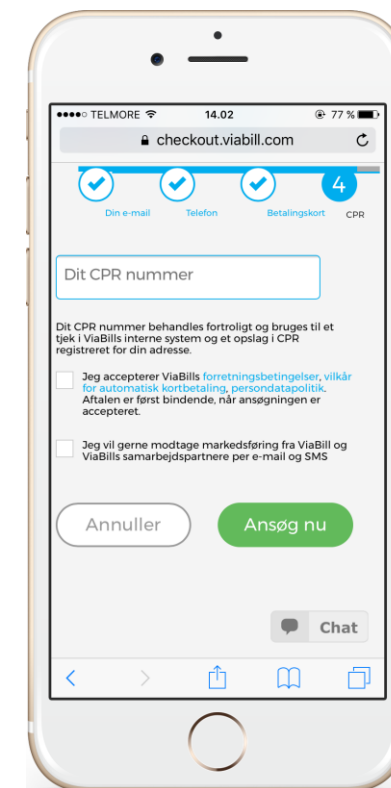 TELMORE 14.02 77 %
checkout.viabill.com
4
Din e-mail Telefon Betalingskort CPR
Dit CPR nummer
Dit CPR nummer behandles fortroligt og bruges til et
tjek i ViaBills interne system og et opslag i CPR
registreret for din adresse.
Jeg accepterer ViaBills forretningsbetingelser, vilkår
for automatisk kortbetaling, persondatapolitik.
Aftalen er først bindende, når ansøgningen er
accepteret.
Jeg vil gerne modtage markedsføring fra ViaBill og
ViaBills samarbejdspartnere per e-mail og SMS
Annuller Ansøg nu
Chat